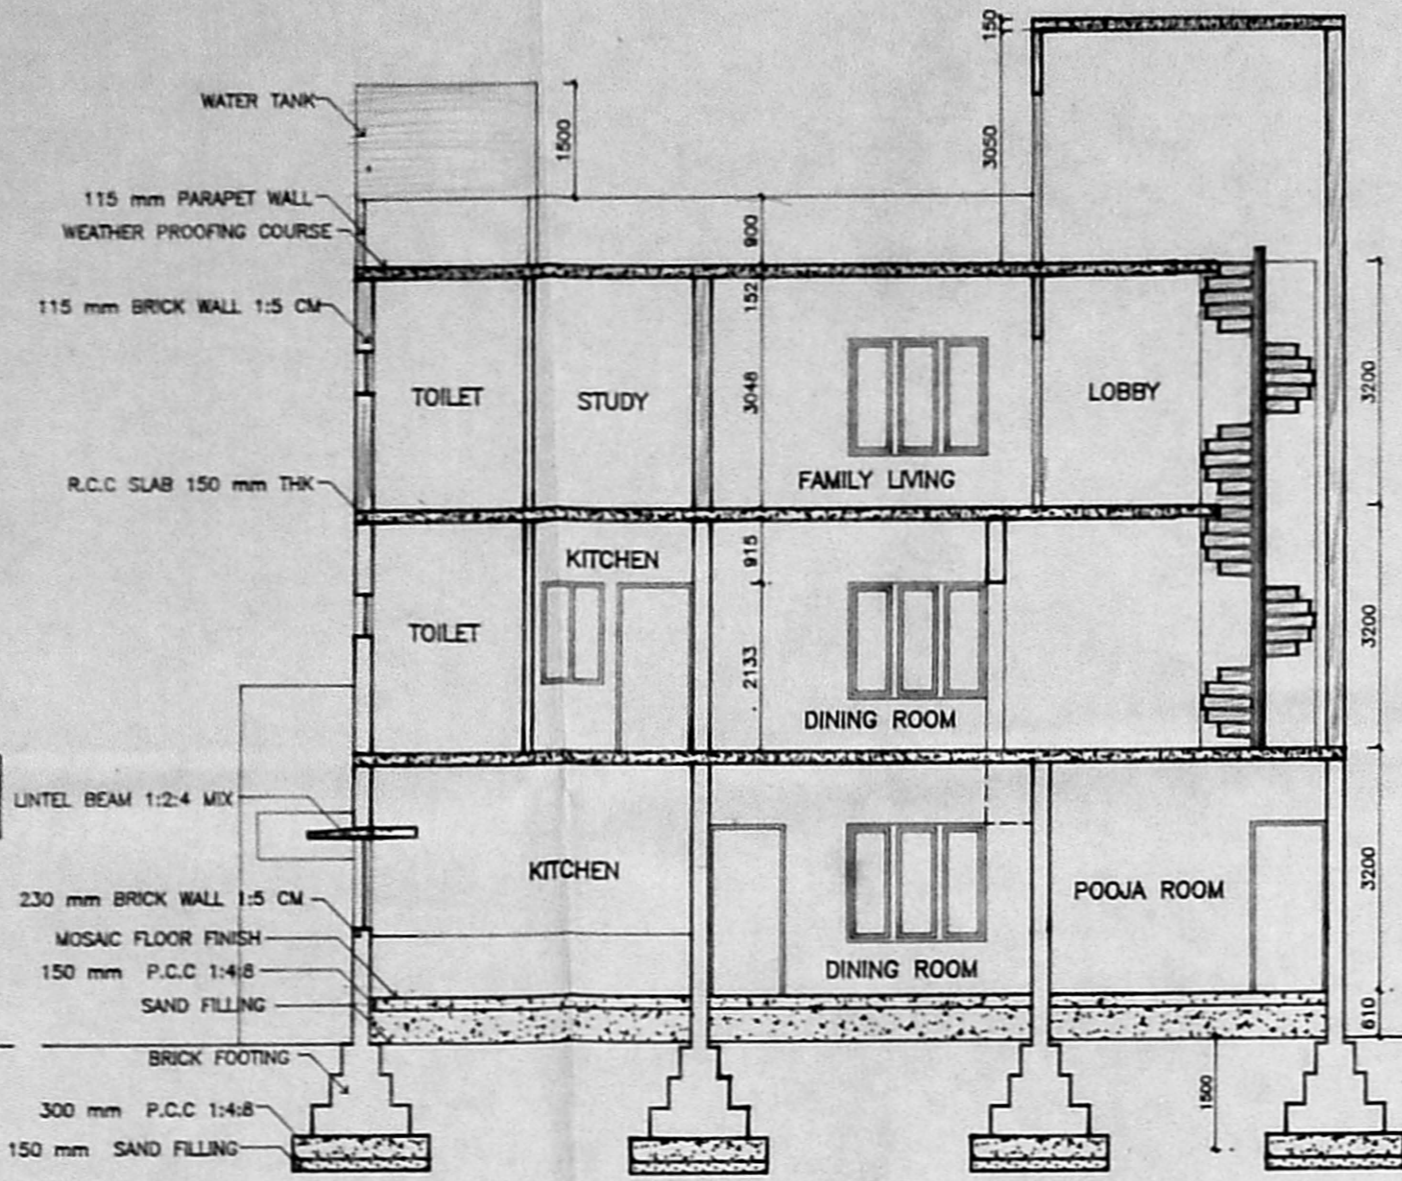 150
WATER TANK
1500
3050
115 mm PARAPET WALL
WEATHER PROOFING COURSE
900
152
115 mm BRICK WALL 1:5 CM
TOILET
STUDY
3048
LOBBY
3200
R.C.C SLAB 150 mm THK
FAMILY LIVING
KITCHEN
915
TOILET
3200
2133
DINING ROOM
LINTEL BEAM 1:2:4 MIX
KITCHEN
POOJA ROOM
3200
230 mm BRICK WALL 1:5 CM
MOSAIC FLOOR FINISH
DINING ROOM
150 mm P.C.C 1:4:8
SAND FILLING
610
BRICK FOOTING
1500
300 mm P.C.C 1:4:8
150 mm SAND FILLING